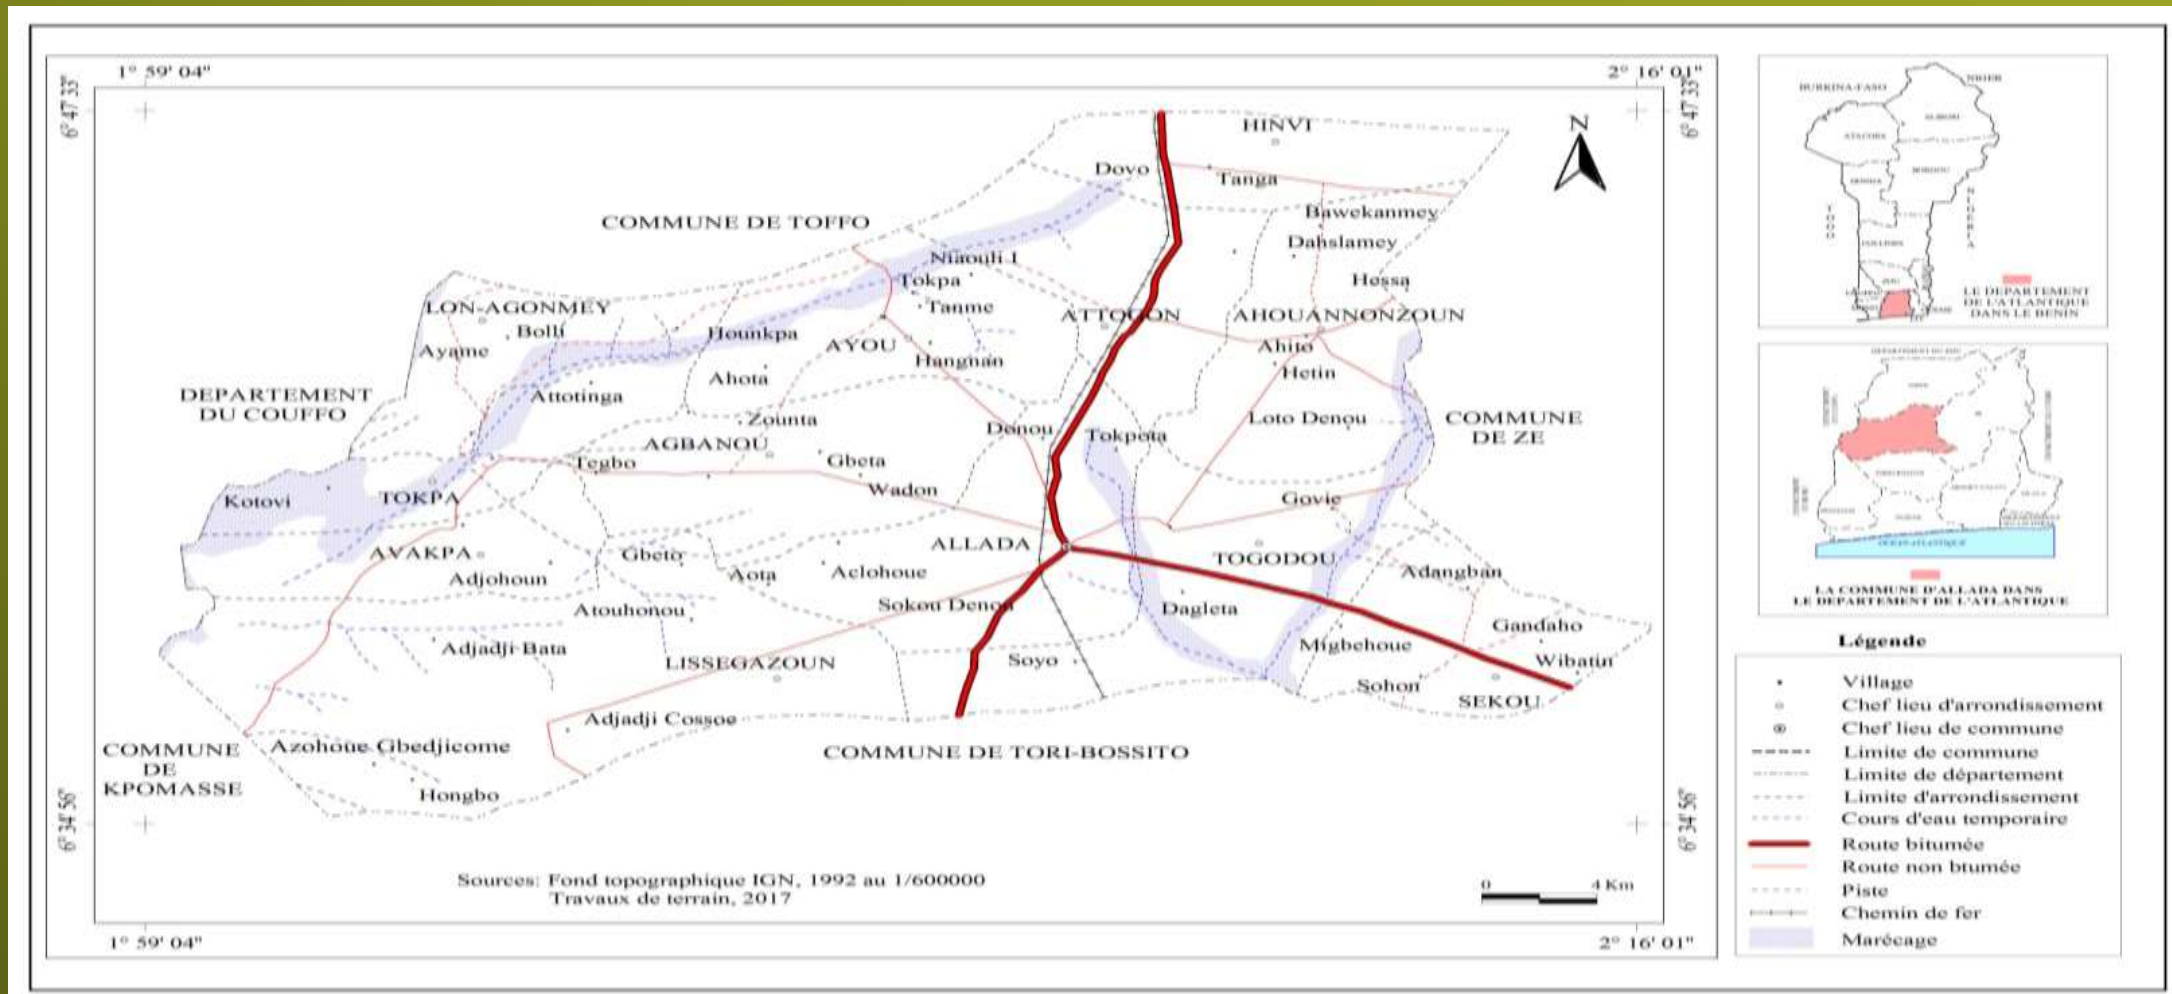 1° 59' 04"
2° 16' 01"
6° 47' 33"
6° 47' 33"
HINVI
N
Dovo
Tanga
COMMUNE DE TOFFO
Bawekanmey
Dahslamey
Niaouli I
Tokpa
Hessa
LON-AGONMEY
Tanme
ATTOGON
AHOUANNONZOUN
Bolli
Hounkpa
AYOU
Ahito
Ayame
Hangnan
Hetin
Ahota
DEPARTEMENT
DU COUFFO
Attotinga
Zounta
Loto Denou
COMMUNE
DE ZE
Denou
Tokpota
AGBANOU
Tegbo
Gbeta
Wadon
Kotovi
TOKPA
Govie
AVAKPA
Gbeto
ALLADA
TOGODOU
Adjohoun
Aota
Aclohoue
Adangban
Atouhonou
Sokou Denou
Dagleta
Gandaho
Adjadji-Bata
Migbehoue
LISSEGAZOUN
Soyo
Wibatin
Sohon
SEKOU
Adjadji Cossoe
COMMUNE
DE
KPOMASSE
Azohoue Gbedjicome
COMMUNE DE TORI-BOSSITO
Hongbo
6° 34' 56"
6° 34' 56"
Sources: Fond topographique IGN, 1992 au 1/600000
Travaux de terrain, 2017
0 4 Km
1° 59' 04"
2° 16' 01"
BURKINA-FASO
NIGER
ATACORA
ALIBORI
BORGOU
TOGO
NIGERIA
LE DEPARTEMENT
DE L'ATLANTIQUE
DANS LE BENIN
OCEAN ATLANTIQUE
LA COMMUNE D'ALLADA DANS
LE DEPARTEMENT DE L'ATLANTIQUE
Légende
Village
Chef lieu d'arrondissement
Chef lieu de commune
Limite de commune
Limite de département
Limite d'arrondissement
Cours d'eau temporaire
Route bitumée
Route non btumée
Piste
Chemin de fer
Marécage